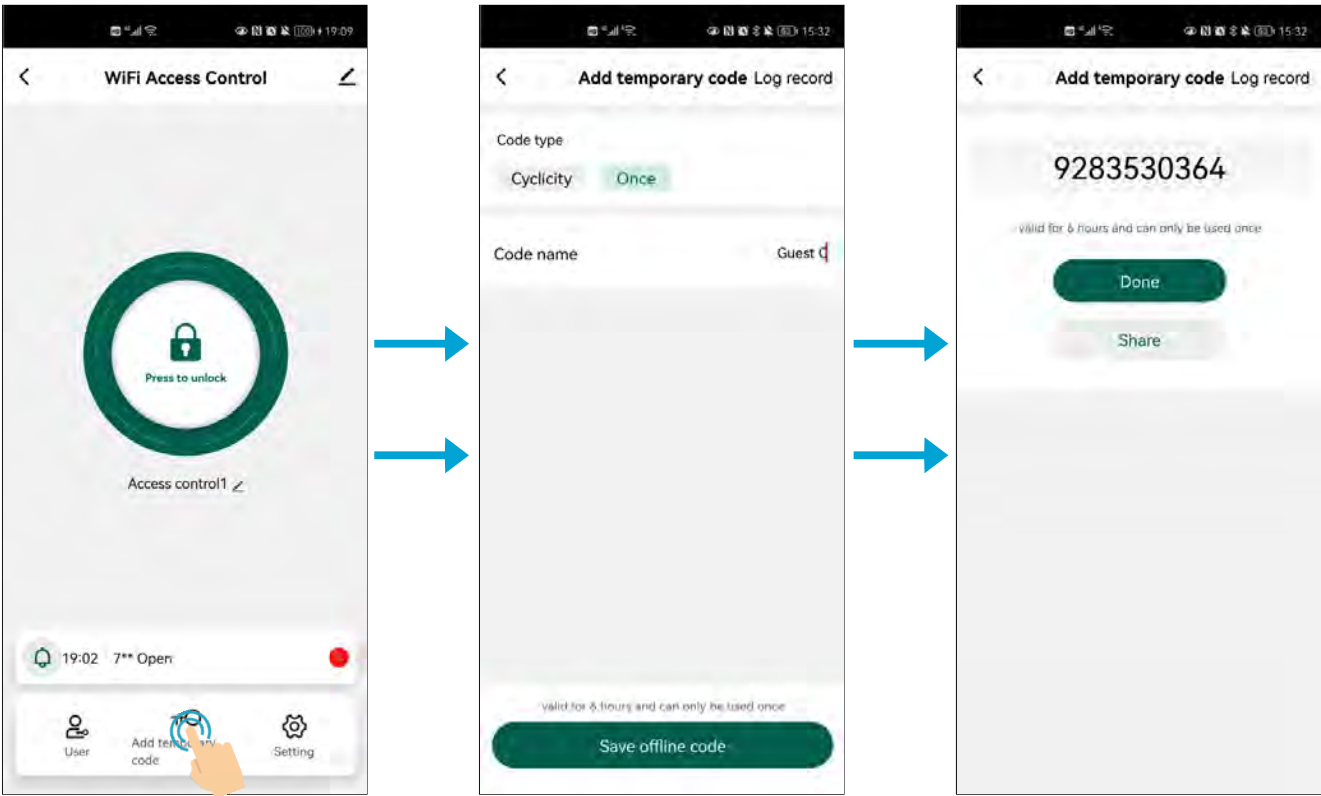 19:09
WiFi Access Control
Press to unlock
Access control1
19:02 7** Open
User
Add temporary
code
Setting
15:32
Add temporary code Log record
Code type
Cyclicity Once
Code name Guest C
valid for 6 hours and can only be used once
Save offline code
15:32
Add temporary code Log record
9283530364
valid for 6 hours and can only be used once
Done
Share